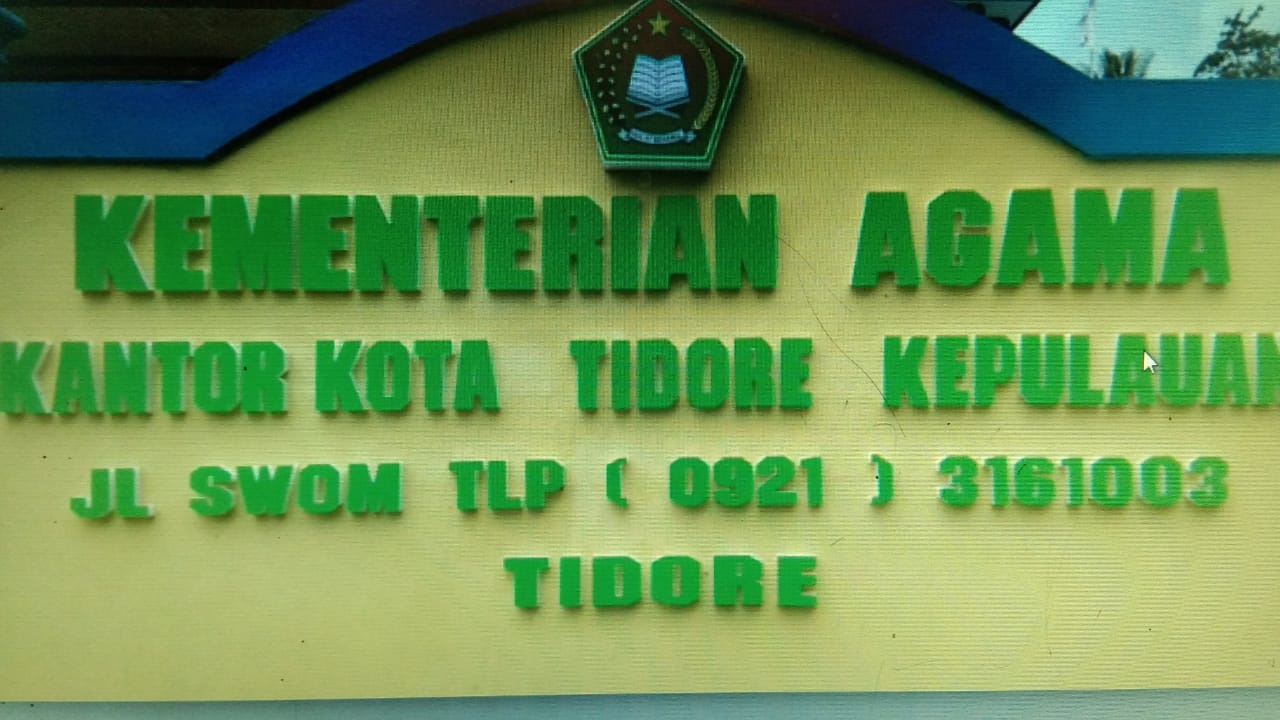 KEMENTERIAN AGAMA
KANTOR KOTA TIDORE KEPULAUAN
JL SWOM TLP ( 0921 ) 3161003
TIDORE